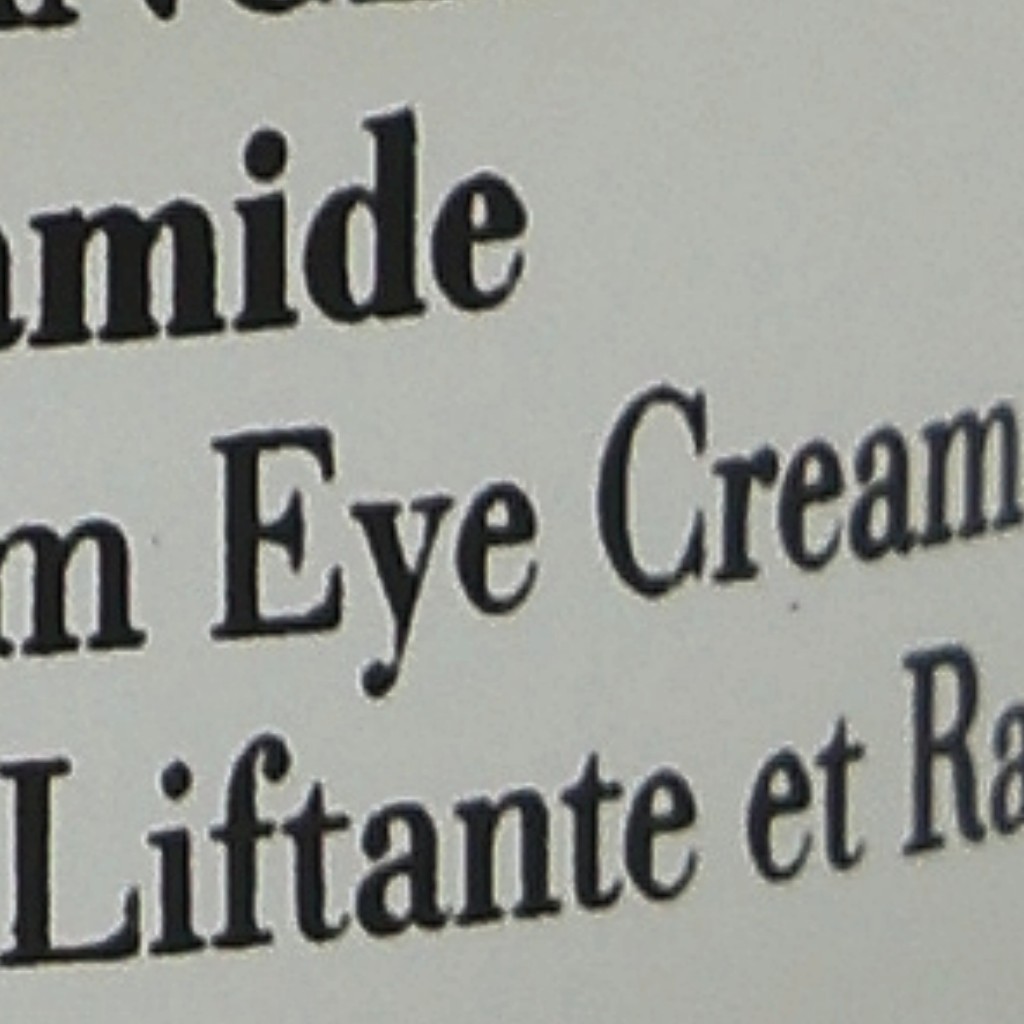 amide
m Eye Cream
Liftante et Ra